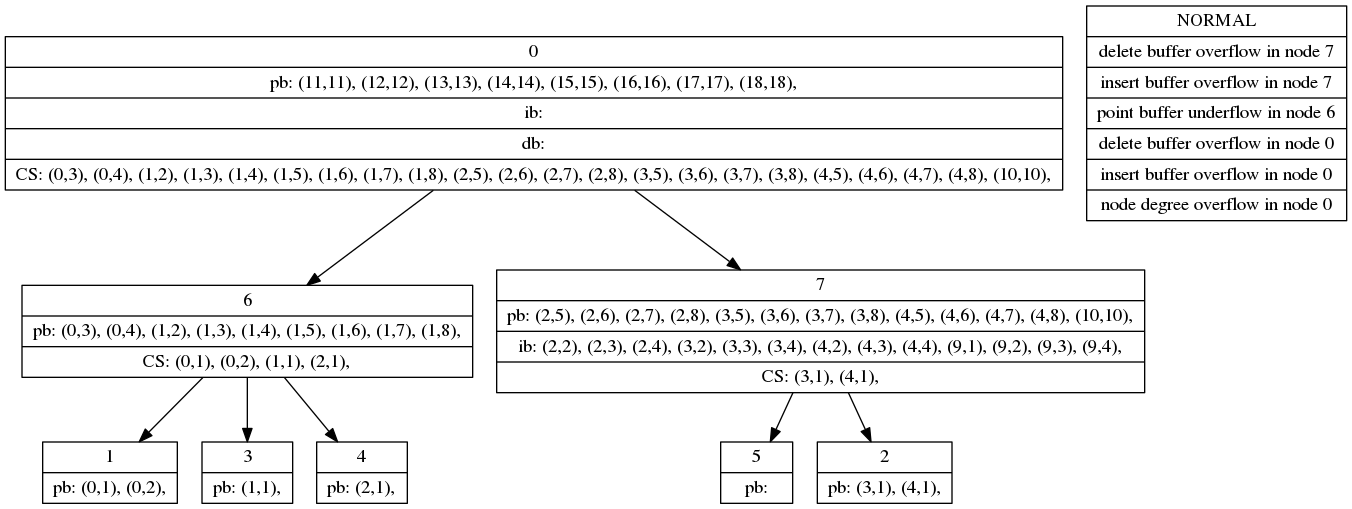 0
pb: (11,11), (12,12), (13,13), (14,14), (15,15), (16,16), (17,17), (18,18),
ib:
db:
CS: (0,3), (0,4), (1,2), (1,3), (1,4), (1,5), (1,6), (1,7), (1,8), (2,5), (2,6), (2,7), (2,8), (3,5), (3,6), (3,7), (3,8), (4,5), (4,6), (4,7), (4,8), (10,10),
NORMAL
delete buffer overflow in node 7
insert buffer overflow in node 7
point buffer underflow in node 6
delete buffer overflow in node 0
insert buffer overflow in node 0
node degree overflow in node 0
6
pb: (0,3), (0,4), (1,2), (1,3), (1,4), (1,5), (1,6), (1,7), (1,8),
CS: (0,1), (0,2), (1,1), (2,1),
7
pb: (2,5), (2,6), (2,7), (2,8), (3,5), (3,6), (3,7), (3,8), (4,5), (4,6), (4,7), (4,8), (10,10),
ib: (2,2), (2,3), (2,4), (3,2), (3,3), (3,4), (4,2), (4,3), (4,4), (9,1), (9,2), (9,3), (9,4),
CS: (3,1), (4,1),
1
pb: (0,1), (0,2),
3
pb: (1,1),
4
pb: (2,1),
5
pb:
2
pb: (3,1), (4,1),